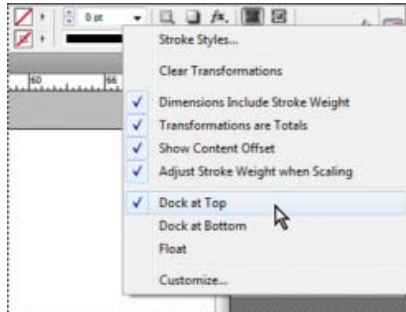 0 pt
fx.
60
66
Stroke Styles...
Clear Transformations
Dimensions Include Stroke Weight
Transformations are Totals
Show Content Offset
Adjust Stroke Weight when Scaling
Dock at Top
Dock at Bottom
Float
Customize...